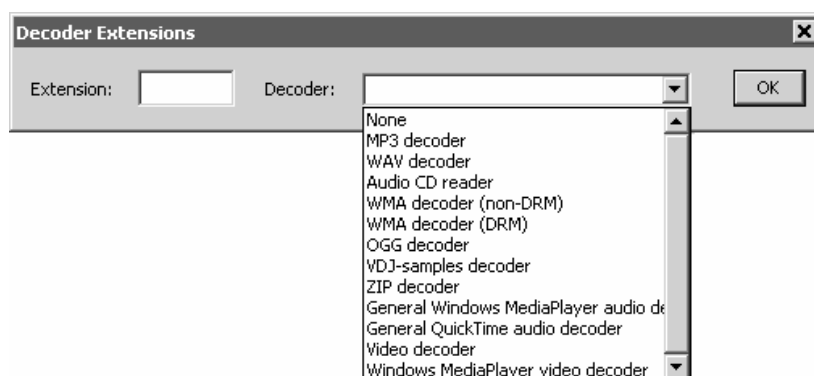 Decoder Extensions
Extension: Decoder: OK
None
MP3 decoder
WAV decoder
Audio CD reader
WMA decoder (non-DRM)
WMA decoder (DRM)
OGG decoder
VDJ-samples decoder
ZIP decoder
General Windows MediaPlayer audio de
General QuickTime audio decoder
Video decoder
Windows MediaPlayer video decoder